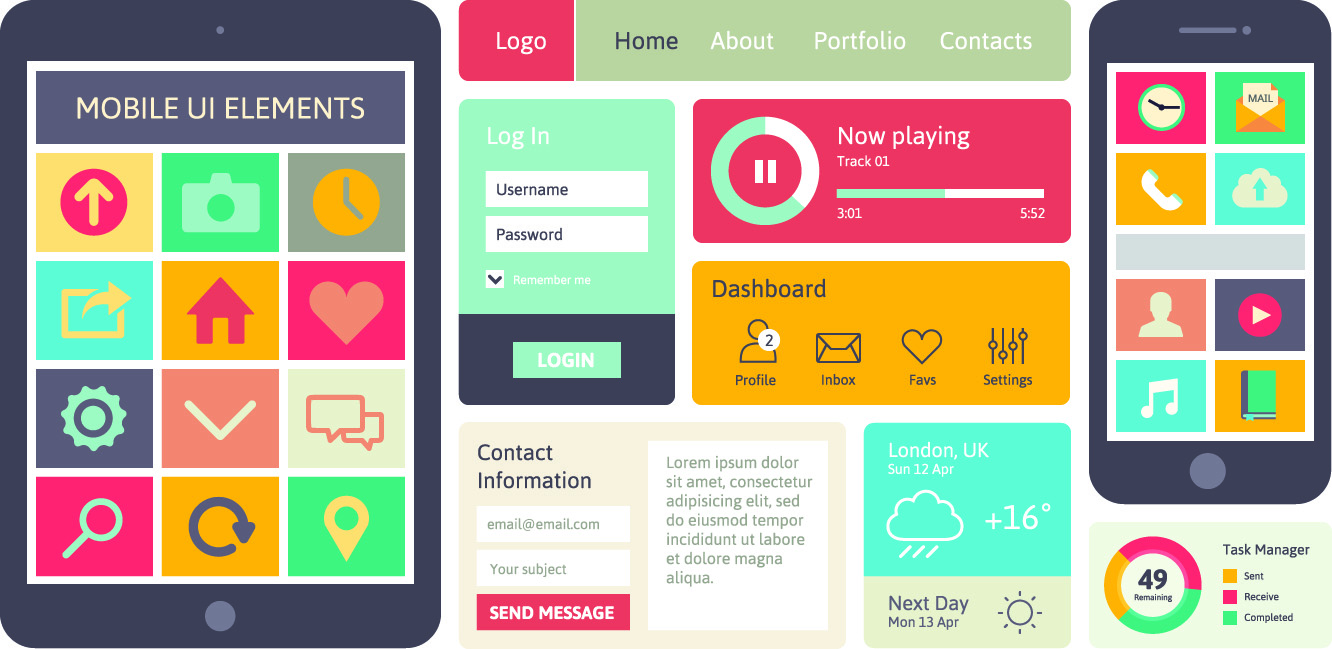 MOBILE UI ELEMENTS
Logo
Home About Portfolio Contacts
Log In
Username
Password
Remember me
LOGIN
Now playing
Track 01
3:01 5:52
Dashboard
2
Profile Inbox Favs Settings
Contact
Information
email@email.com
Your subject
SEND MESSAGE
Lorem ipsum dolor
sit amet, consectetur
adipisicing elit, sed
do eiusmod tempor
incididunt ut labore
et dolore magna
aliqua.
London, UK
Sun 12 Apr
+16°
Next Day
Mon 13 Apr
MAIL
49
Remaining
Task Manager
Sent
Receive
Completed